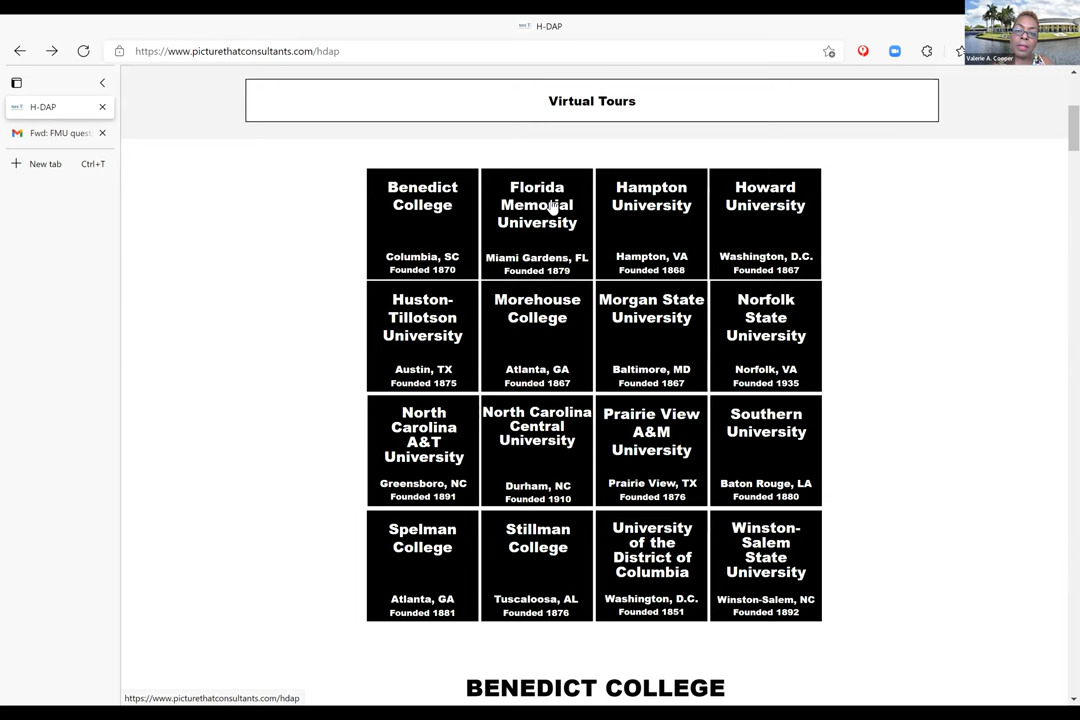 H-DAP
https://www.picturethatconsultants.com/hdap
Valerie A. Cooper
H-DAP
Fwd: FMU ques
New tab Ctrl+T
Virtual Tours
Benedict
College
Columbia, SC
Founded 1870
Florida
Memorial
University
Miami Gardens, FL
Founded 1879
Hampton
University
Hampton, VA
Founded 1868
Howard
University
Washington, D.C.
Founded 1867
Huston-
Tillotson
University
Austin, TX
Founded 1875
Morehouse
College
Atlanta, GA
Founded 1867
Morgan State
University
Baltimore, MD
Founded 1867
Norfolk
State
University
Norfolk, VA
Founded 1935
North
Carolina
A&T
University
Greensboro, NC
Founded 1891
North Carolina
Central
University
Durham, NC
Founded 1910
Prairie View
A&M
University
Prairie View, TX
Founded 1876
Southern
University
Baton Rouge, LA
Founded 1880
Spelman
College
Atlanta, GA
Founded 1881
Stillman
College
Tuscaloosa, AL
Founded 1876
University
of the
District of
Columbia
Washington, D.C.
Founded 1851
Winston-
Salem
State
University
Winston-Salem, NC
Founded 1892
BENEDICT COLLEGE
https://www.picturethatconsultants.com/hdap